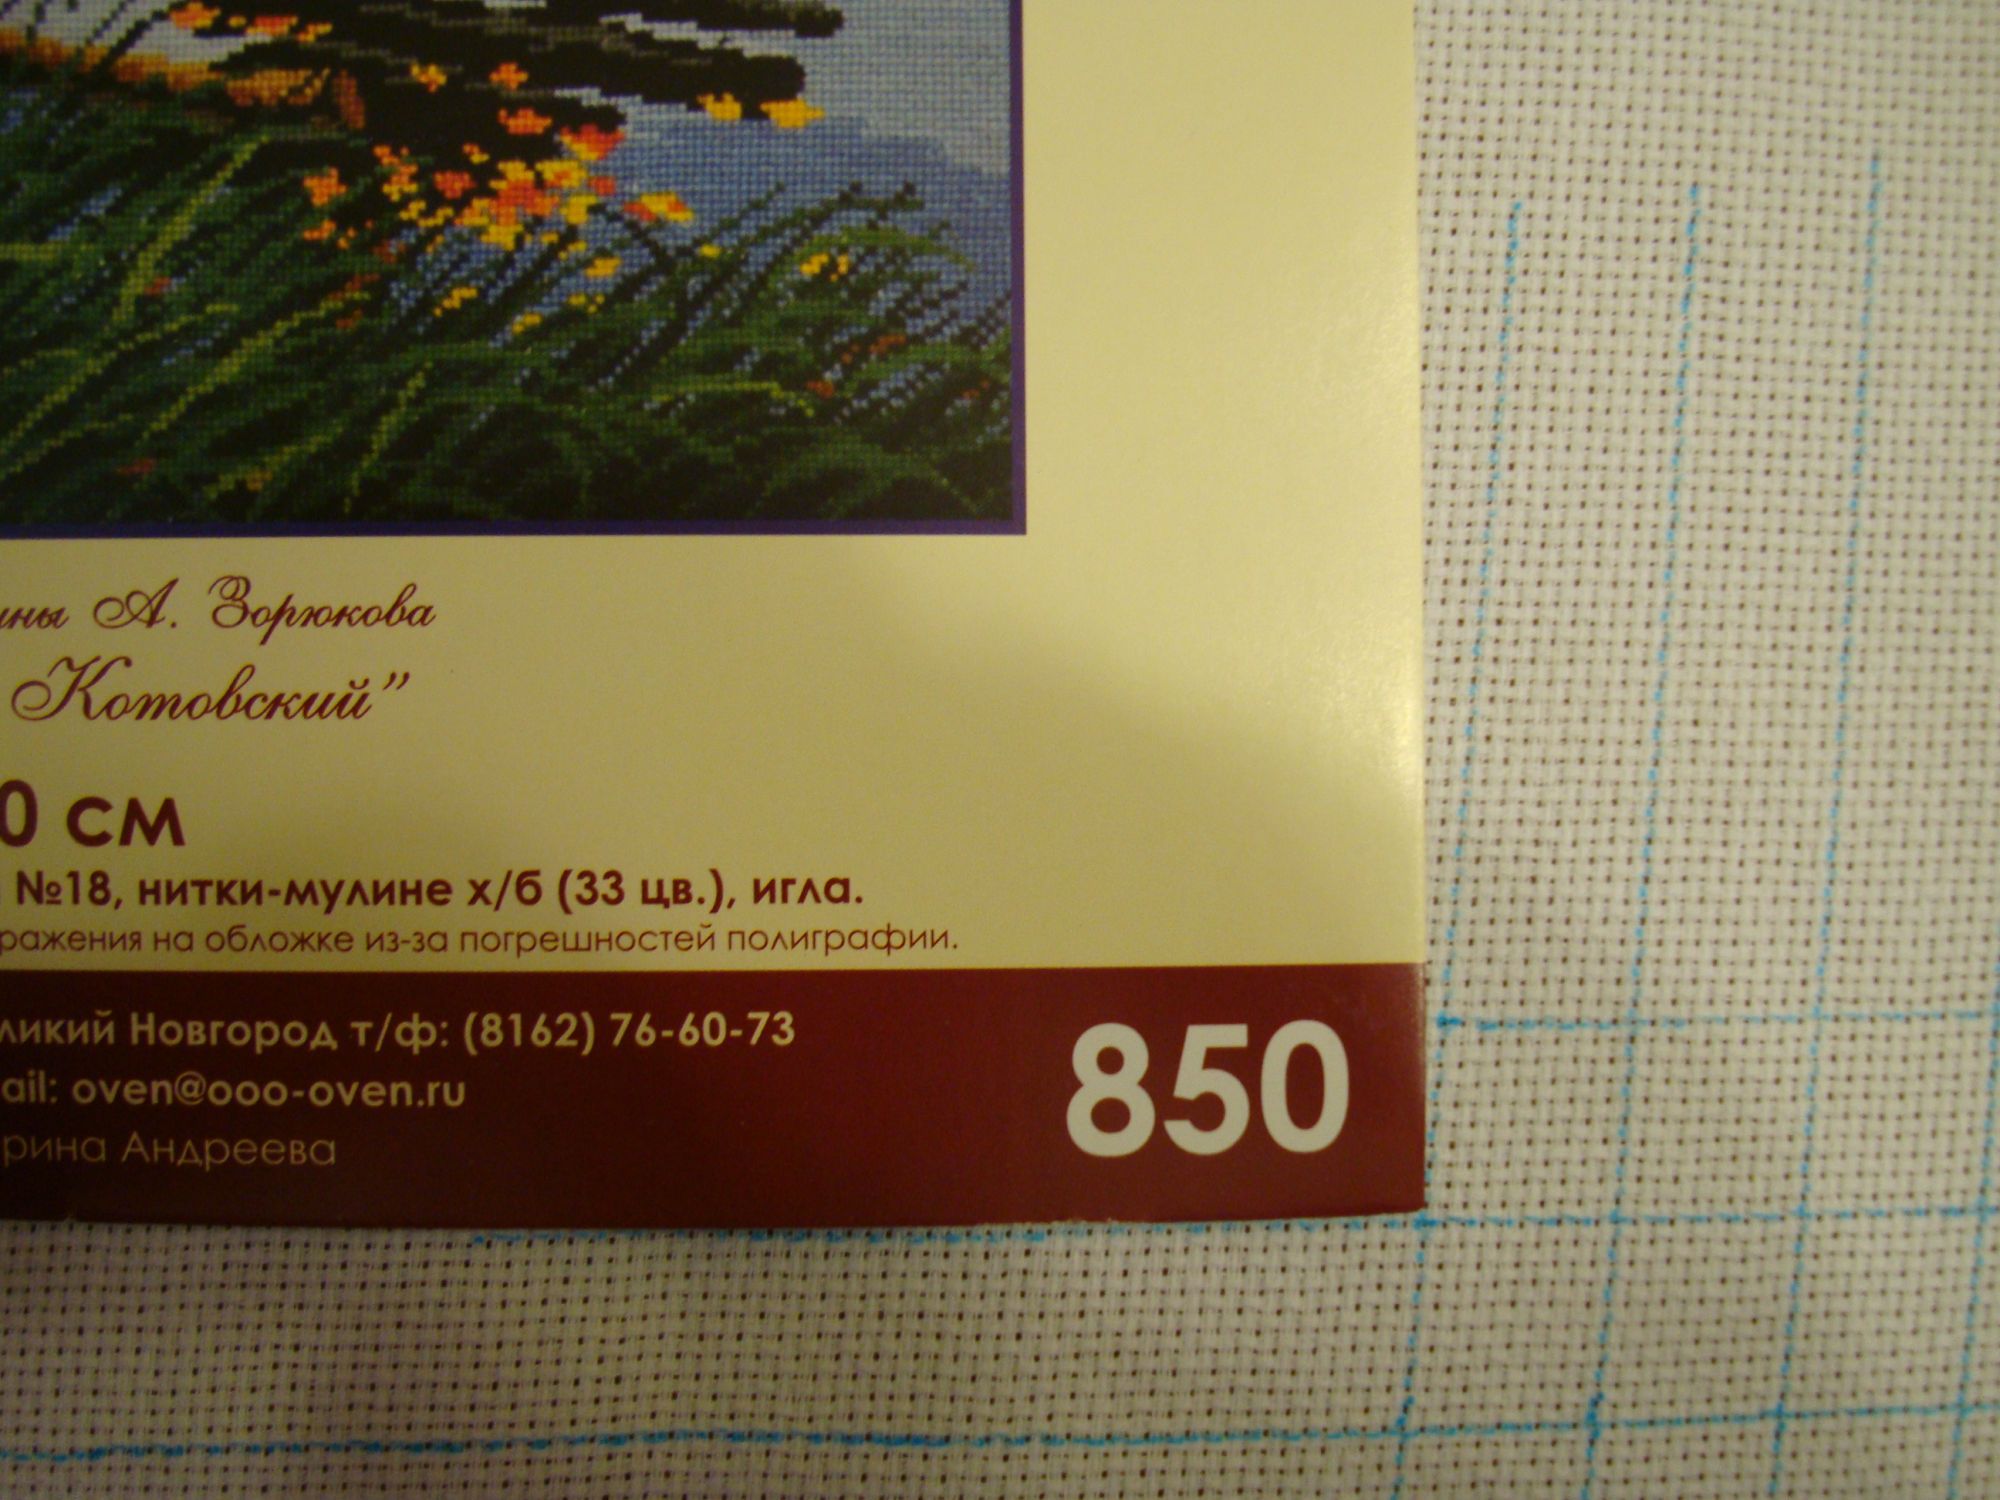 А. Зорюкова
Котовский”
0 см
№18, нитки-мулине х/б (33 цв.), игла.
ражения на обложке из-за погрешностей полиграфии.
ликий Новгород т/ф: (8162) 76-60-73
ail: oven@ooo-oven.ru
рина Андреева
850